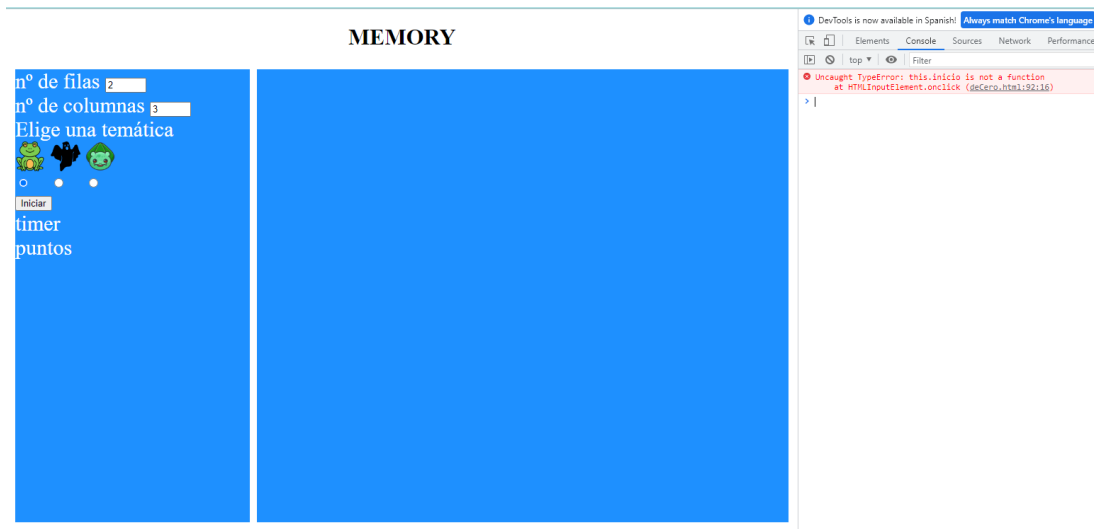 MEMORY
nº de filas 2
nº de columnas 3
Elige una temática
Iniciar
timer
puntos
DevTools is now available in Spanish! Always match Chrome's language
Elements Console Sources Network Performance
top ▼ Filter
Uncaught TypeError: this.inicio is not a function
at HTMLInputElement.onclick (deCero.html:92:16)
>